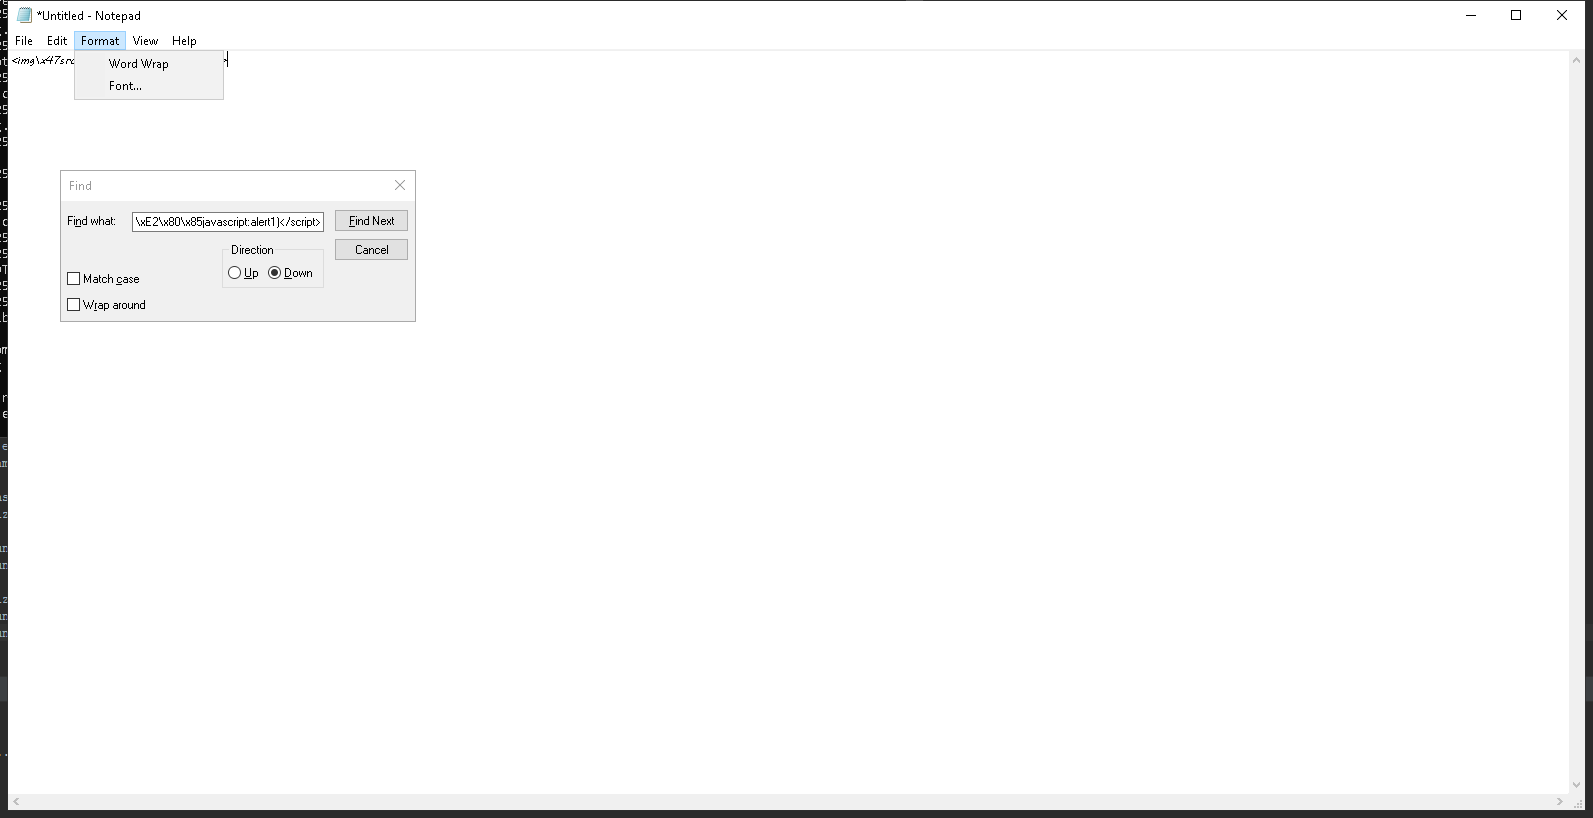 *Untitled - Notepad
File Edit Format View Help
<img\x47src
Word Wrap
Font...
Find
Find what: \xE2\x80\x85javascript:alert1)</script> Find Next
Direction Cancel
Up Down
Match case
Wrap around